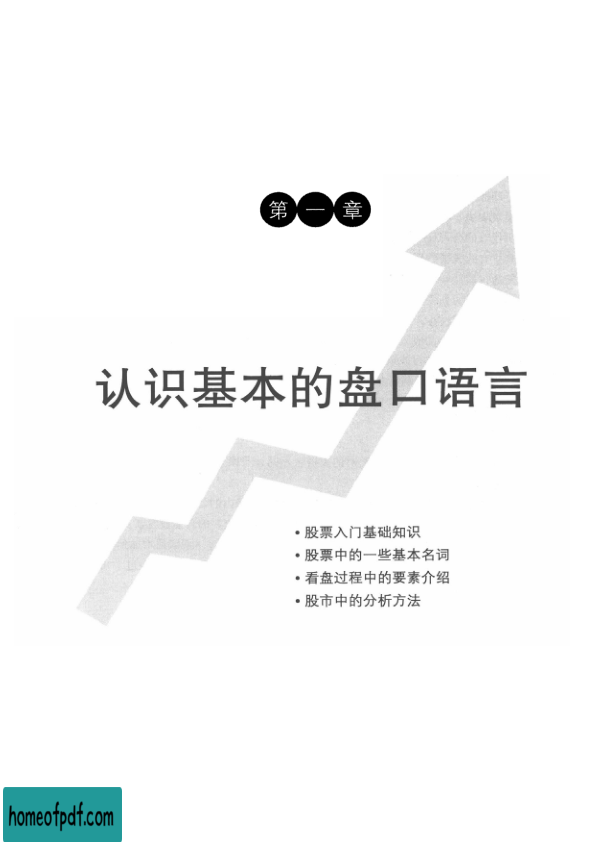 第一章
认识基本的盘口语言
• 股票入门基础知识
• 股票中的一些基本名词
• 看盘过程中的要素介绍
• 股市中的分析方法
homeofpdf.com